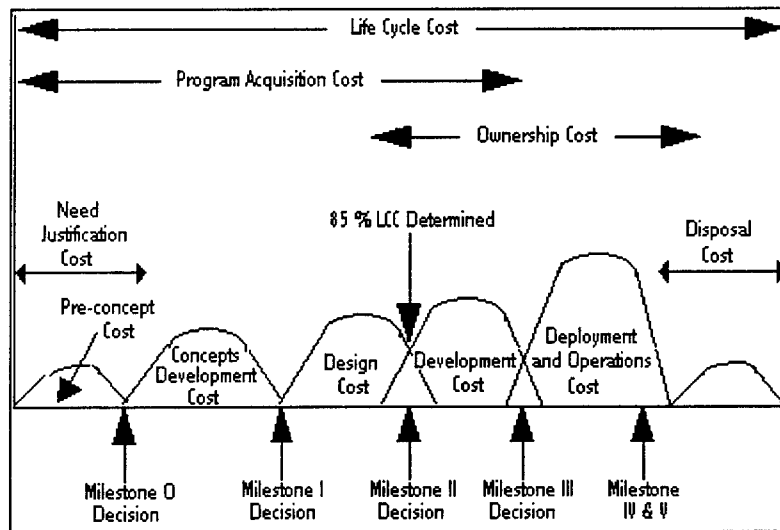 Life Cycle Cost
Program Acquisition Cost
Ownership Cost
Need
Justification
Cost
85 % LCC Determined
Disposal
Cost
Pre-concept
Cost
Concepts
Development
Cost
Design
Cost
Development
Cost
Deployment
and Operations
Cost
Milestone 0
Decision
Milestone I
Decision
Milestone II
Decision
Milestone III
Decision
Milestone
IV & V